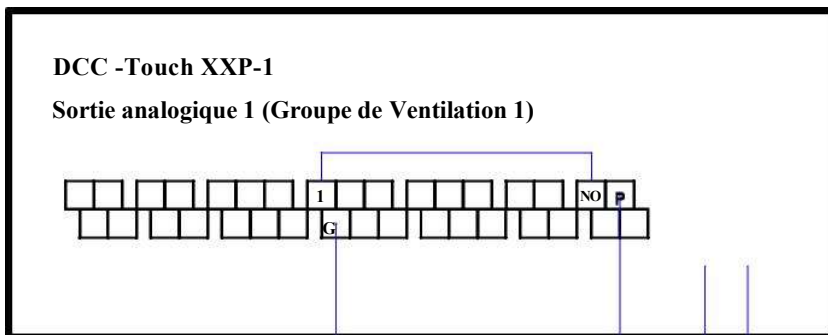 DCC -Touch XXP-1
Sortie analogique 1 (Groupe de Ventilation 1)
1 NO P
G